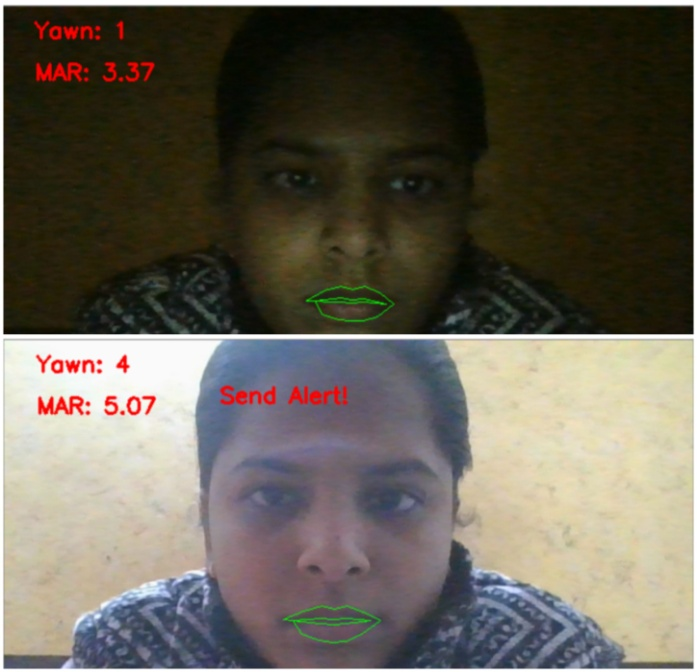 Yawn: 1
MAR: 3.37
Yawn: 4
Send Alert!
MAR: 5.07